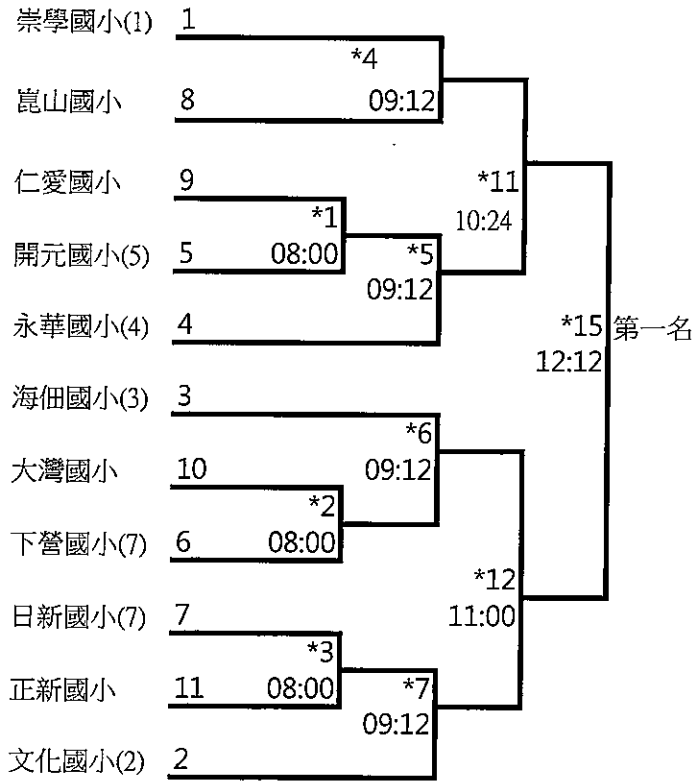 崇學國小(1) 1
*4
崑山國小 8 09:12
仁愛國小 9 *11
*1 10:24
開元國小(5) 5 08:00 *5
09:12
永華國小(4) 4 *15 第一名
12:12
海佃國小(3) 3
*6
大灣國小 10 09:12
*2
下營國小(7) 6 08:00
*12
日新國小(7) 7 11:00
*3
正新國小 11 08:00 *7
09:12
文化國小(2) 2